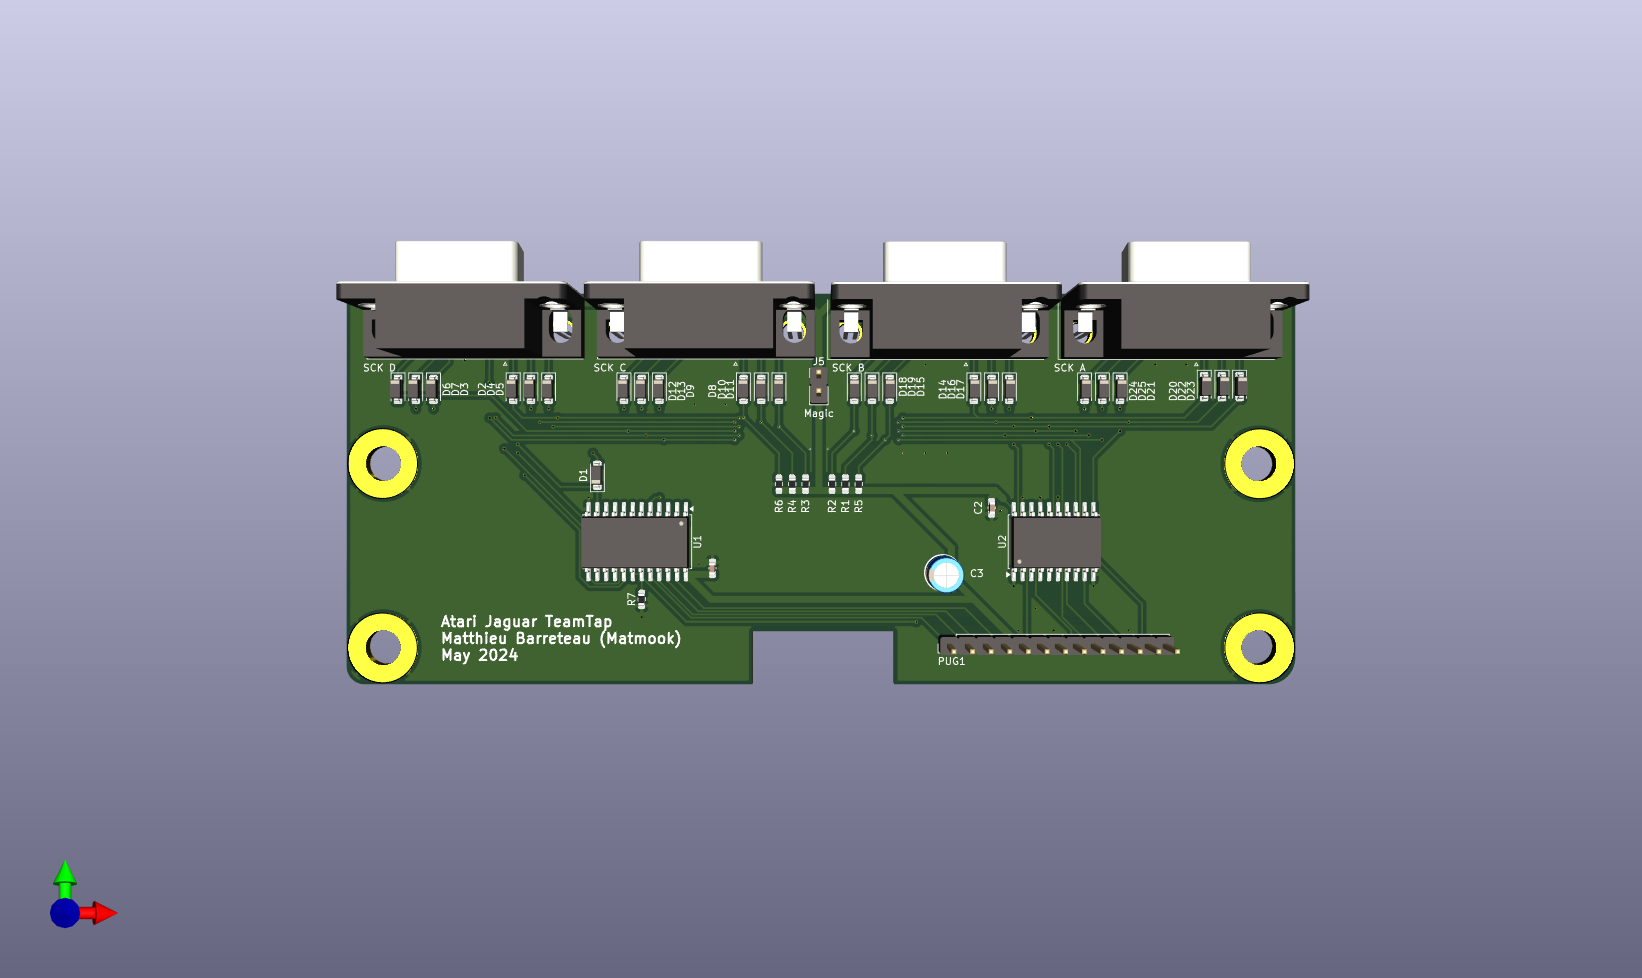 J5
SCK D
SCK C
SCK B
SCK A
D6
D7
D3
D2
D4
D5
D12
D13
D9
D8
D10
D11
D18
D19
D15
D14
D16
D17
D24
D25
D21
D20
D22
D23
Magic
D1
R6
R4
R3
R2
R1
R5
C2
U1
U2
C3
R7
Atari Jaguar TeamTap
Matthieu Barreteau (Matmook)
May 2024
PUG1